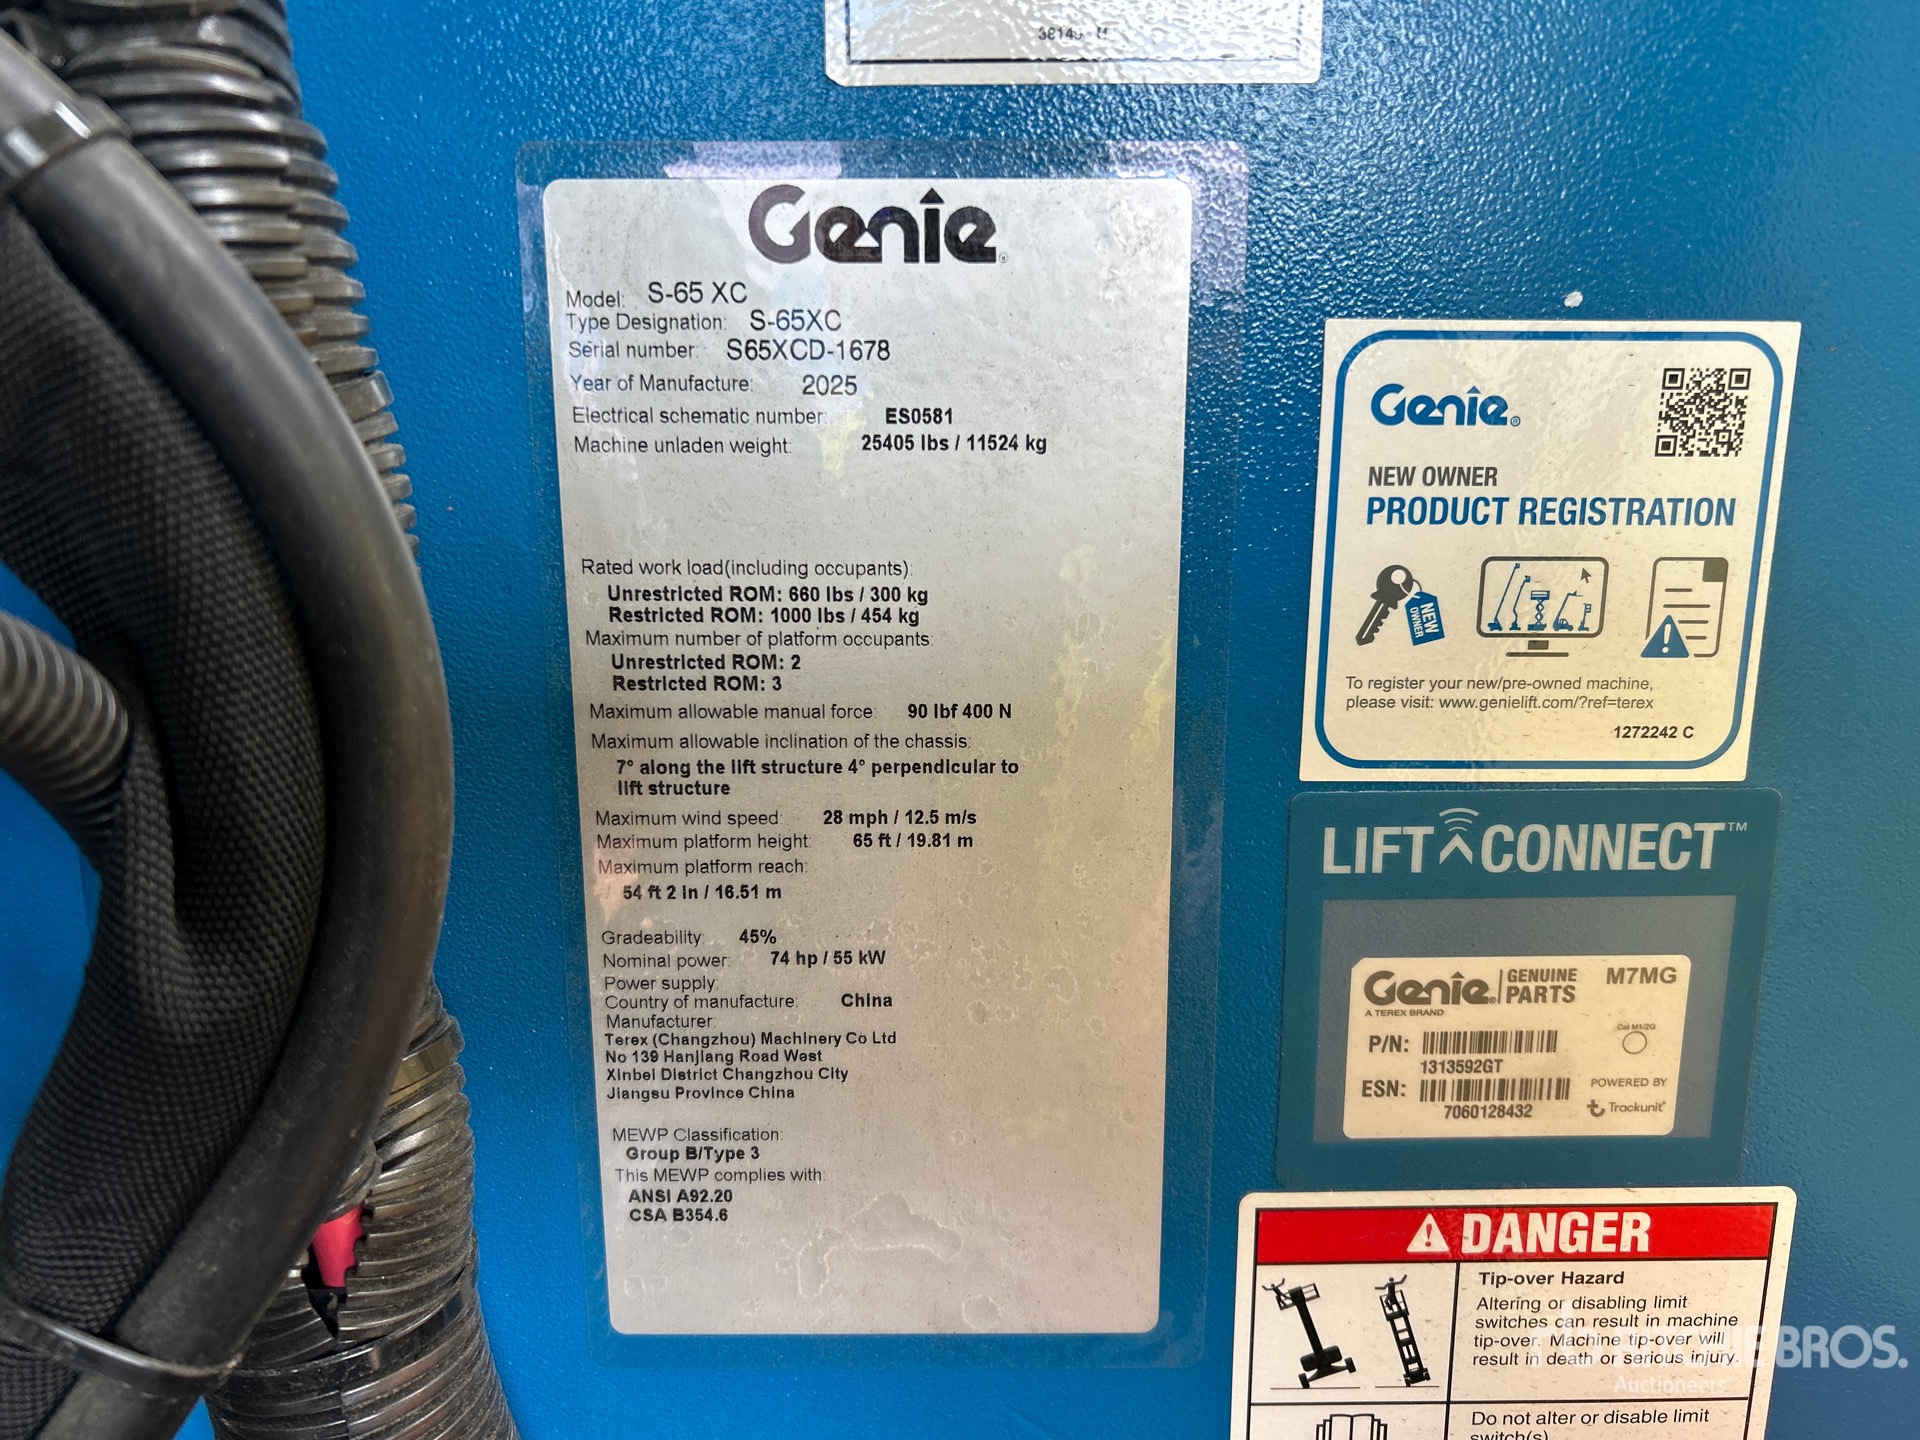 Genie
Model: S-65 XC
Type Designation: S-65XC
Serial number: S65XCD-1678
Year of Manufacture: 2025
Electrical schematic number: ES0581
Machine unladen weight: 25405 lbs / 11524 kg
Rated work load(including occupants):
Unrestricted ROM: 660 lbs / 300 kg
Restricted ROM: 1000 lbs / 454 kg
Maximum number of platform occupants:
Unrestricted ROM: 2
Restricted ROM: 3
Maximum allowable manual force: 90 lbf 400 N
Maximum allowable inclination of the chassis:
7° along the lift structure 4° perpendicular to
lift structure
Maximum wind speed: 28 mph / 12.5 m/s
Maximum platform height: 65 ft / 19.81 m
Maximum platform reach:
54 ft 2 in / 16.51 m
Gradeability: 45%
Nominal power: 74 hp / 55 kW
Power supply:
Country of manufacture: China
Manufacturer:
Terex (Changzhou) Machinery Co Ltd
No 139 Hanjiang Road West
Xinbei District Changzhou City
Jiangsu Province China
MEWP Classification:
Group B/Type 3
This MEWP complies with:
ANSI A92.20
CSA B354.6
Genie®
NEW OWNER
PRODUCT REGISTRATION
NEW
OWNER
To register your new/pre-owned machine,
please visit: www.genielift.com/?ref=terex
1272242 C
LIFT CONNECT™
Genie® GENUINE PARTS M7MG
A TEREX BRAND
Cat M1/2G
P/N:
1313592GT
ESN: POWERED BY
7060128432 Trackunit
DANGER
Tip-over Hazard
Altering or disabling limit
switches can result in machine
tip-over. Machine tip-over will
result in death or serious injury.
Do not alter or disable limit
switch(s)
BROS.
Auctioneers